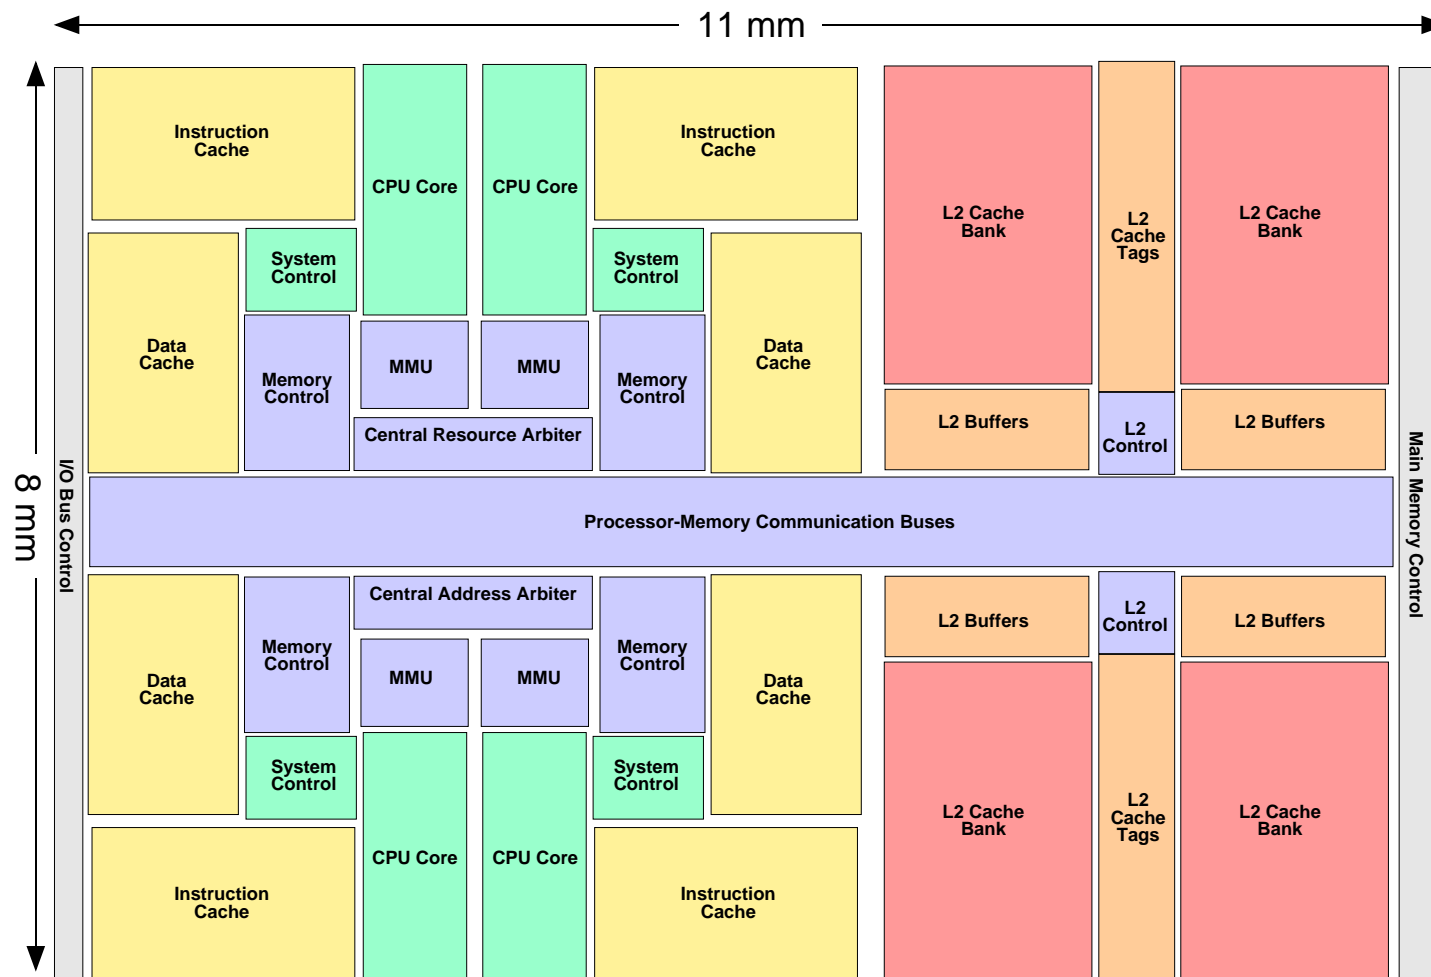 11 mm
8 mm
I/O Bus Control
Instruction
Cache
CPU Core
CPU Core
Instruction
Cache
L2 Cache
Bank
L2
Cache
Tags
L2 Cache
Bank
System
Control
System
Control
Data
Cache
Memory
Control
MMU
MMU
Memory
Control
Data
Cache
Central Resource Arbiter
L2 Buffers
L2
Control
L2 Buffers
Main Memory Control
Processor-Memory Communication Buses
Central Address Arbiter
L2 Buffers
L2
Control
L2 Buffers
Data
Cache
Memory
Control
MMU
MMU
Memory
Control
Data
Cache
System
Control
System
Control
L2 Cache
Bank
L2
Cache
Tags
L2 Cache
Bank
Instruction
Cache
CPU Core
CPU Core
Instruction
Cache